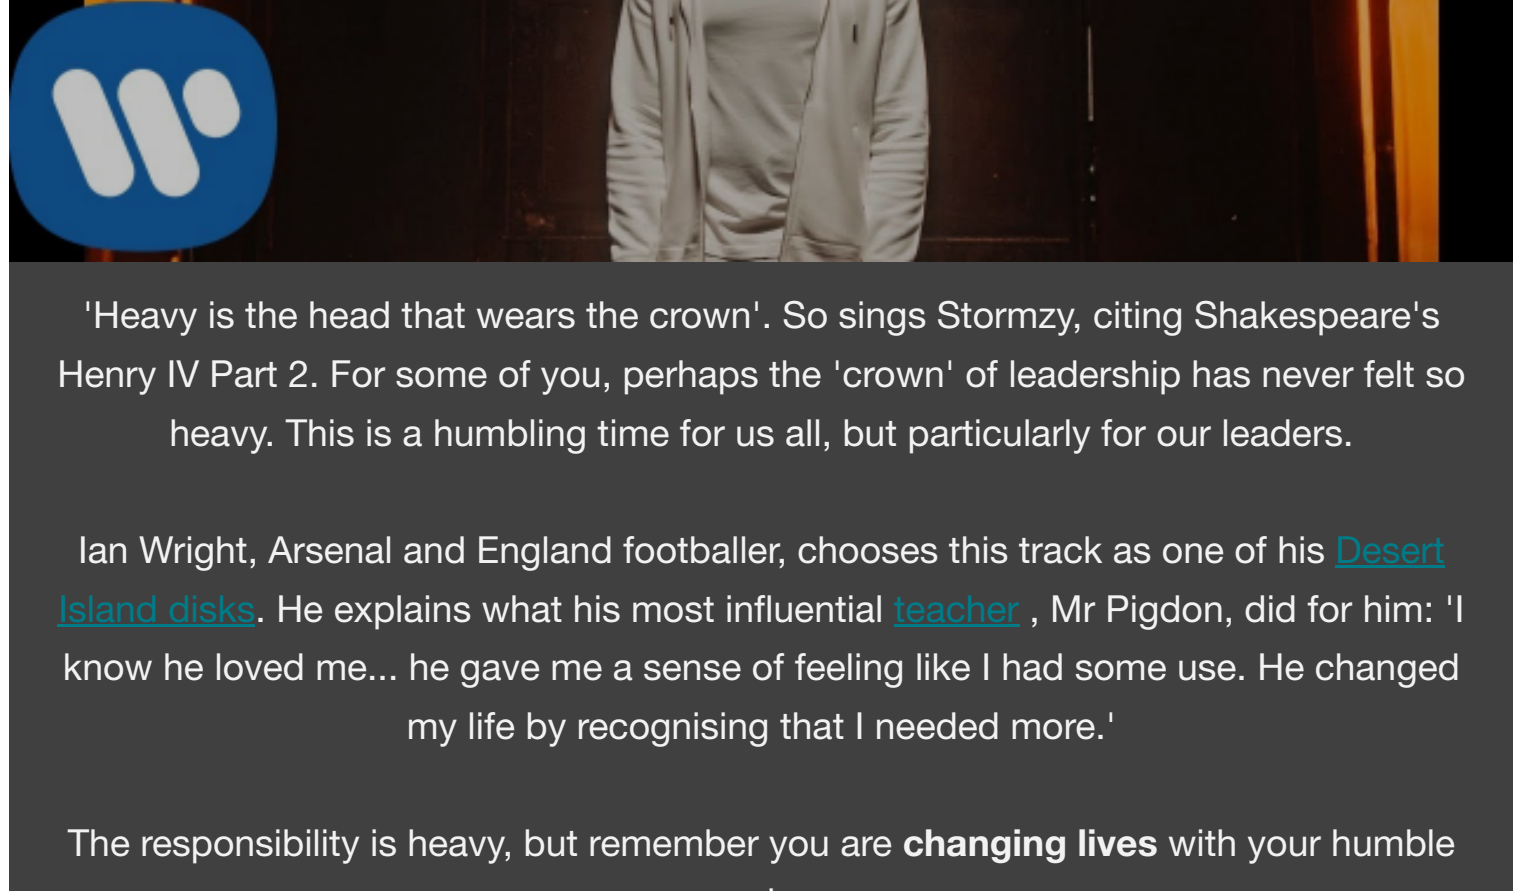 'Heavy is the head that wears the crown'. So sings Stormzy, citing Shakespeare's
Henry IV Part 2. For some of you, perhaps the 'crown' of leadership has never felt so
heavy. This is a humbling time for us all, but particularly for our leaders.
Ian Wright, Arsenal and England footballer, chooses this track as one of his Desert
Island disks. He explains what his most influential teacher , Mr Pigdon, did for him: 'I
know he loved me... he gave me a sense of feeling like I had some use. He changed
my life by recognising that I needed more.'
The responsibility is heavy, but remember you are changing lives with your humble